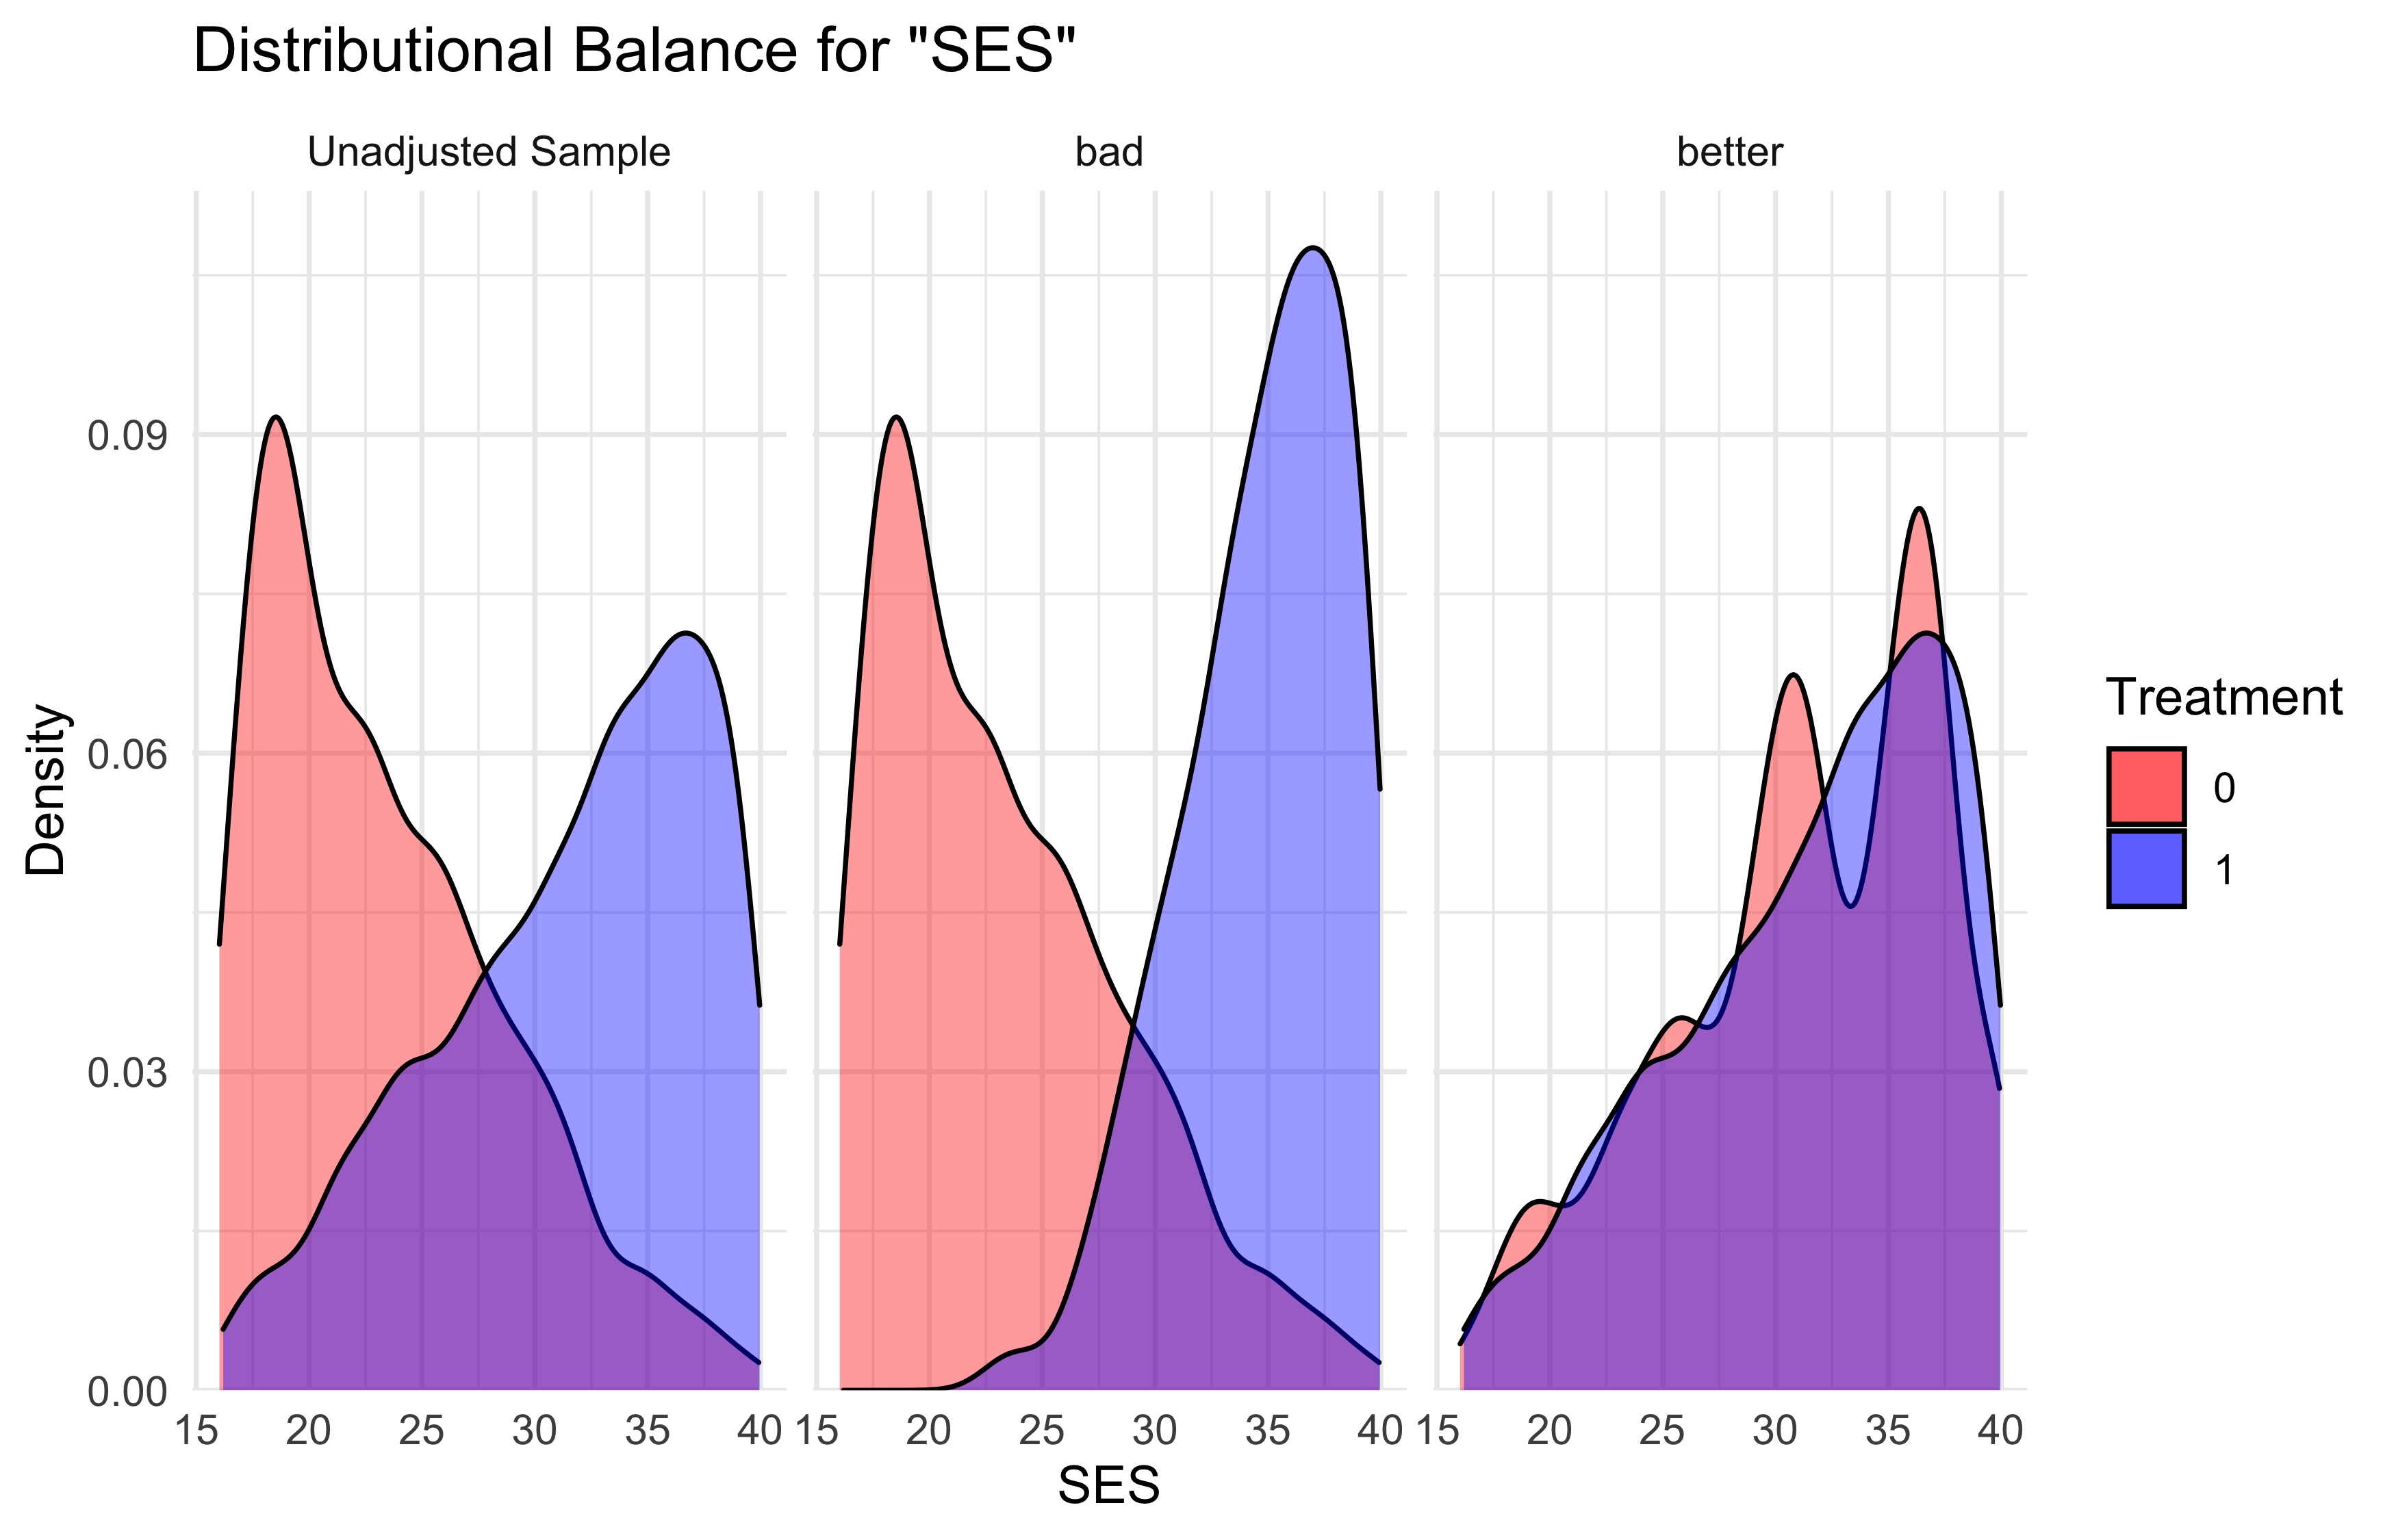 Distributional Balance for "SES"
Unadjusted Sample bad better
Density
0.09
0.06
0.03
0.00
15 20 25 30 35 40 15 20 25 30 35 40 15 20 25 30 35 40
SES
Treatment
0
1